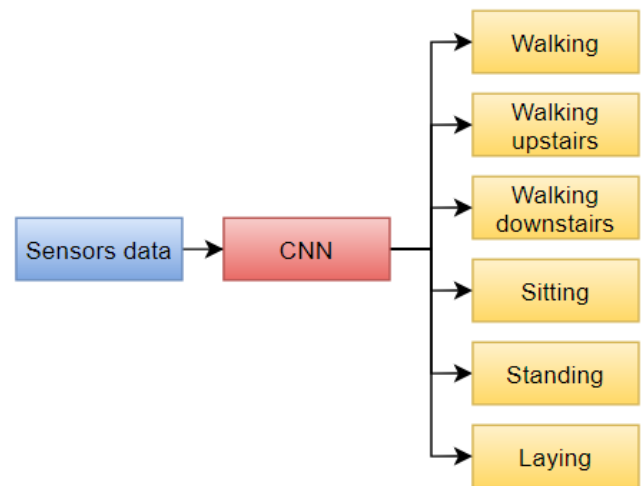 Sensors data
CNN
Walking
Walking
upstairs
Walking
downstairs
Sitting
Standing
Laying